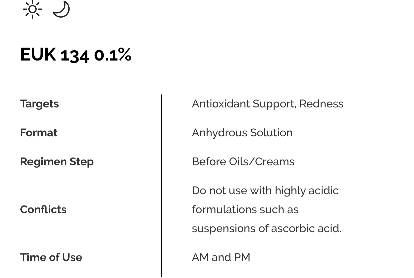 EUK 134 0.1%
Targets
Antioxidant Support, Redness
Format
Anhydrous Solution
Regimen Step
Before Oils/Creams
Conflicts
Do not use with highly acidic
formulations such as
suspensions of ascorbic acid.
Time of Use
AM and PM